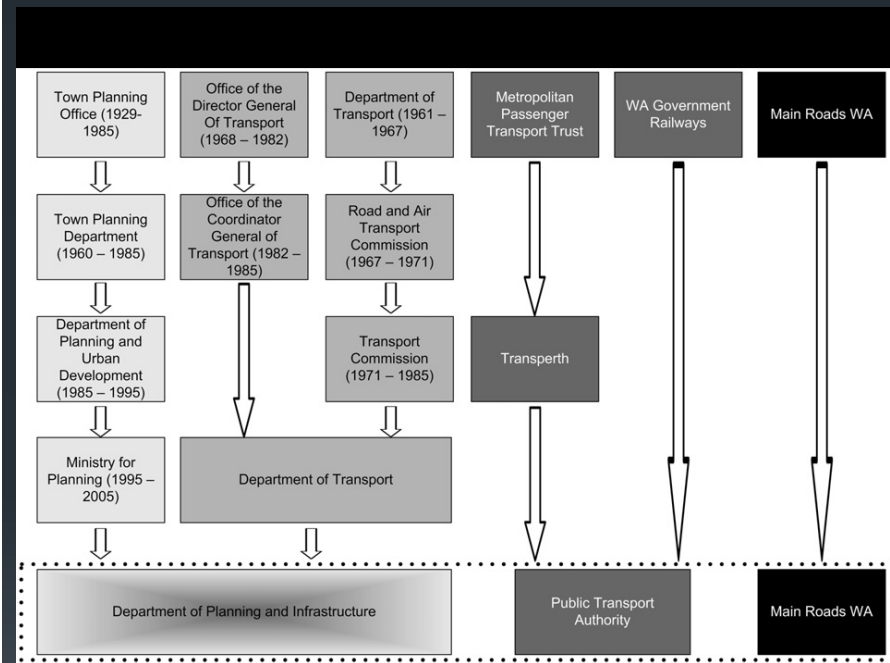 Town Planning
Office (1929-
1985)
Office of the
Director General
Of Transport
(1968 – 1982)
Department of
Transport (1961 –
1967)
Metropolitan
Passenger
Transport Trust
WA Government
Railways
Main Roads WA
Town Planning
Department
(1960 – 1985)
Office of the
Coordinator
General of
Transport (1982 –
1985)
Road and Air
Transport
Commission
(1967 – 1971)
Department of
Planning and
Urban
Development
(1985 – 1995)
Transport
Commission
(1971 – 1985)
Transperth
Ministry for
Planning (1995 –
2005)
Department of Transport
Department of Planning and Infrastructure
Public Transport
Authority
Main Roads WA